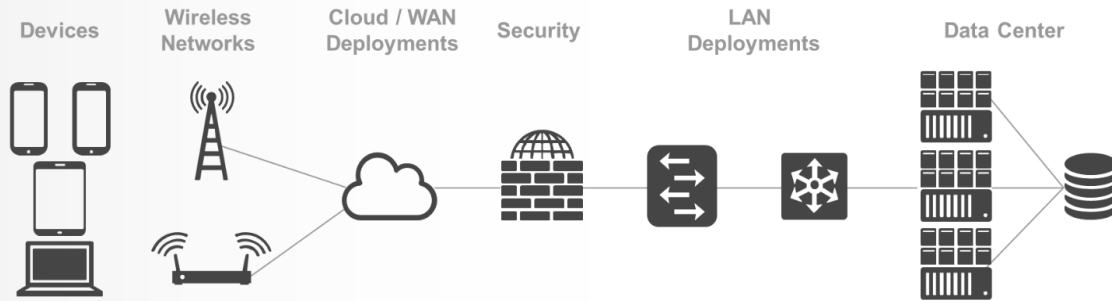 Devices
Wireless
Networks
Cloud / WAN
Deployments
Security
LAN
Deployments
Data Center